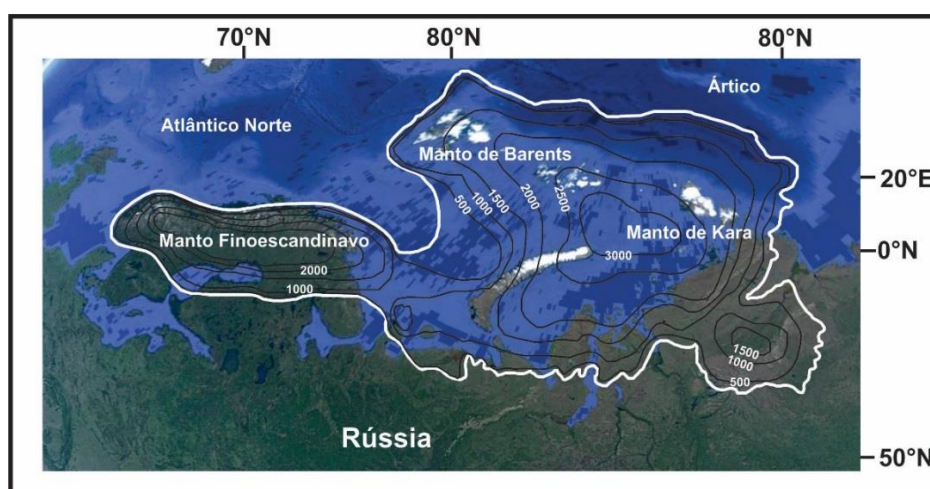 70°N
80°N
80°N
Ártico
Atlântico Norte
Manto de Barents
20°E
500
1000
1500
2000
2500
Manto Finoescandinavo
Manto de Kara
0°N
3000
2000
1000
1500
1000
500
Rússia
50°N